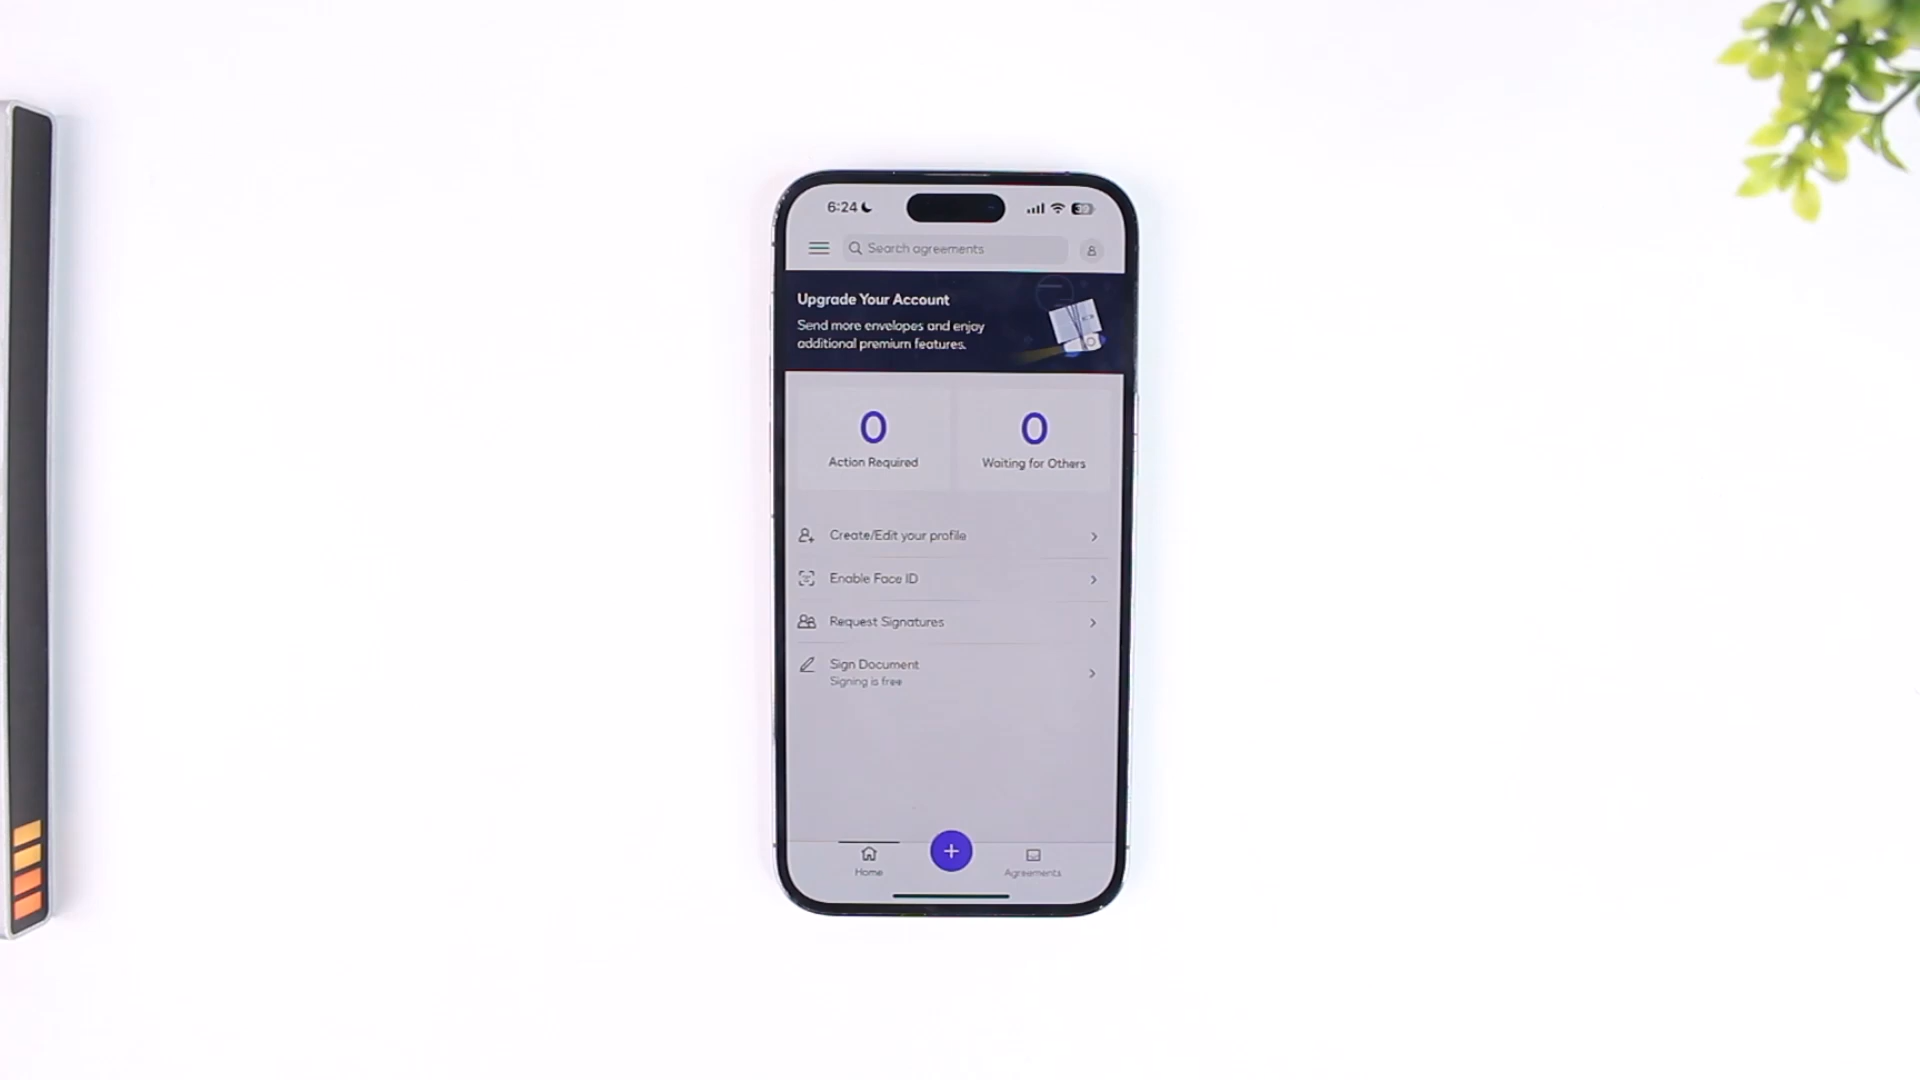 6:24
39
Search agreements
Upgrade Your Account
Send more envelopes and enjoy
additional premium features.
0
Action Required
0
Waiting for Others
Create/Edit your profile
Enable Face ID
Request Signatures
Sign Document
Signing is free
Home
Agreements